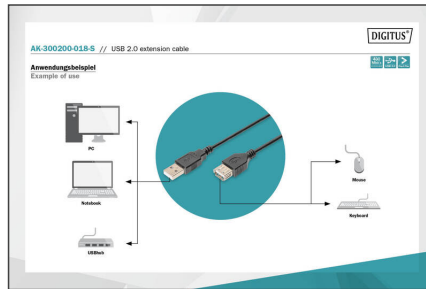 DIGITUS®
AK-300200-018-S // USB 2.0 extension cable
Anwendungsbeispiel
Example of use
PC
Notebook
USBhub
Mouse
Keyboard